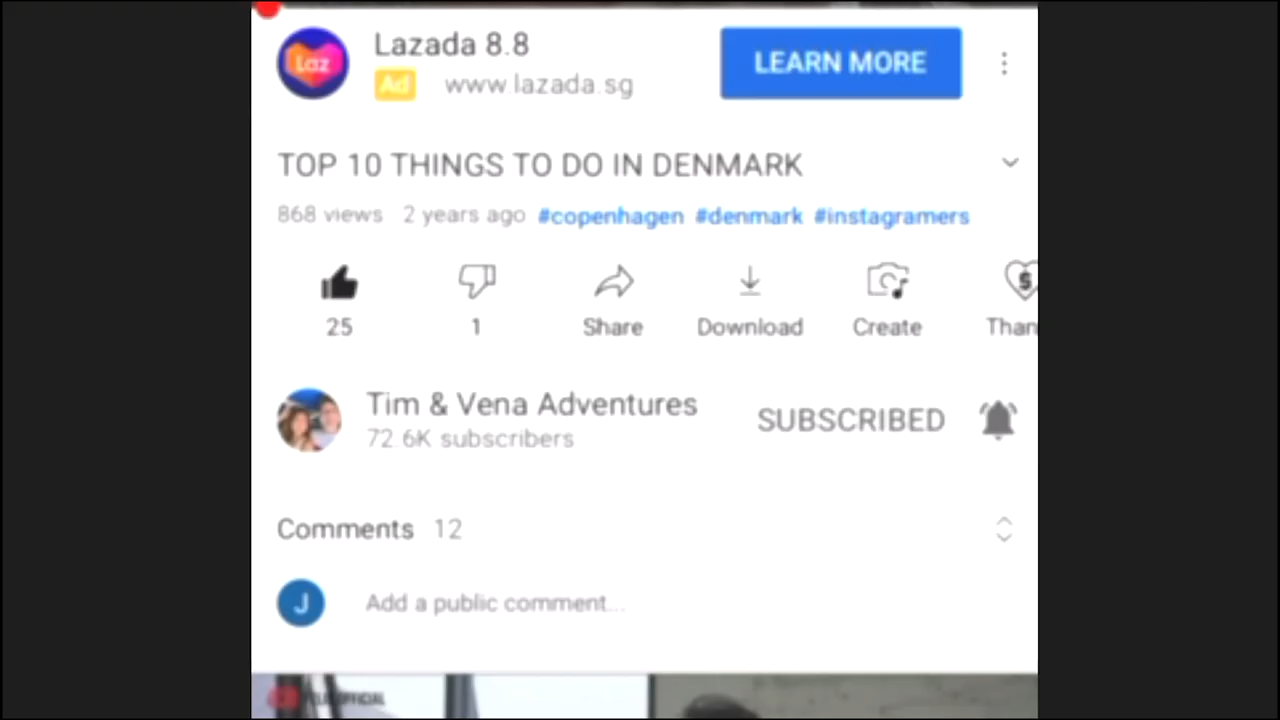 Laz
Lazada 8.8
LEARN MORE
Ad www.lazada.sg
TOP 10 THINGS TO DO IN DENMARK
868 views 2 years ago #copenhagen #denmark #instagramers
25 1 Share Download Create Than
Tim & Vena Adventures
72.6K subscribers
SUBSCRIBED
Comments 12
J
Add a public comment...
OFFICIAL